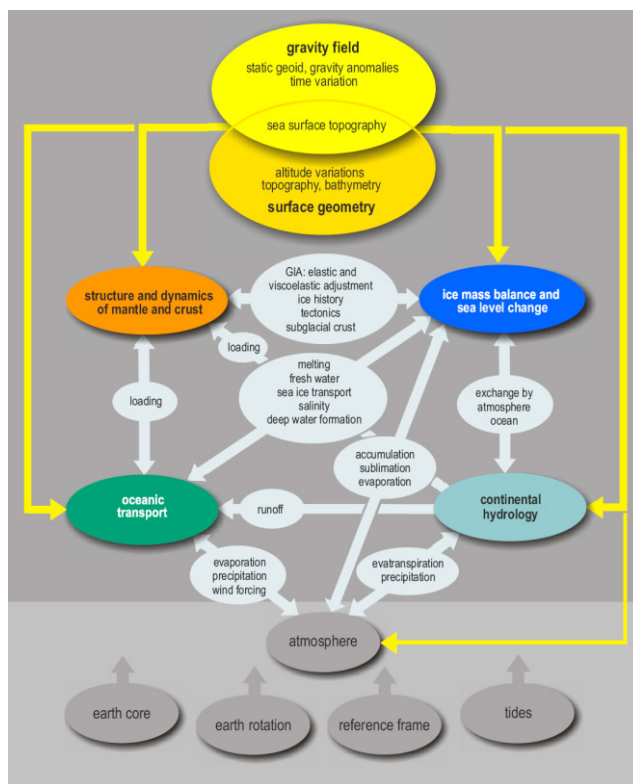 gravity field
static geoid, gravity anomalies
time variation
sea surface topography
altitude variations
topography, bathymetry
surface geometry
structure and dynamics
of mantle and crust
GIA: elastic and
viscoelastic adjustment
ice history
tectonics
subglacial crust
ice mass balance and
sea level change
loading
melting
fresh water
sea ice transport
salinity
deep water formation
loading
exchange by
atmosphere
ocean
accumulation
sublimation
evaporation
oceanic
transport
runoff
continental
hydrology
evaporation
precipitation
wind forcing
evatranspiration
precipitation
atmosphere
earth core
earth rotation
reference frame
tides